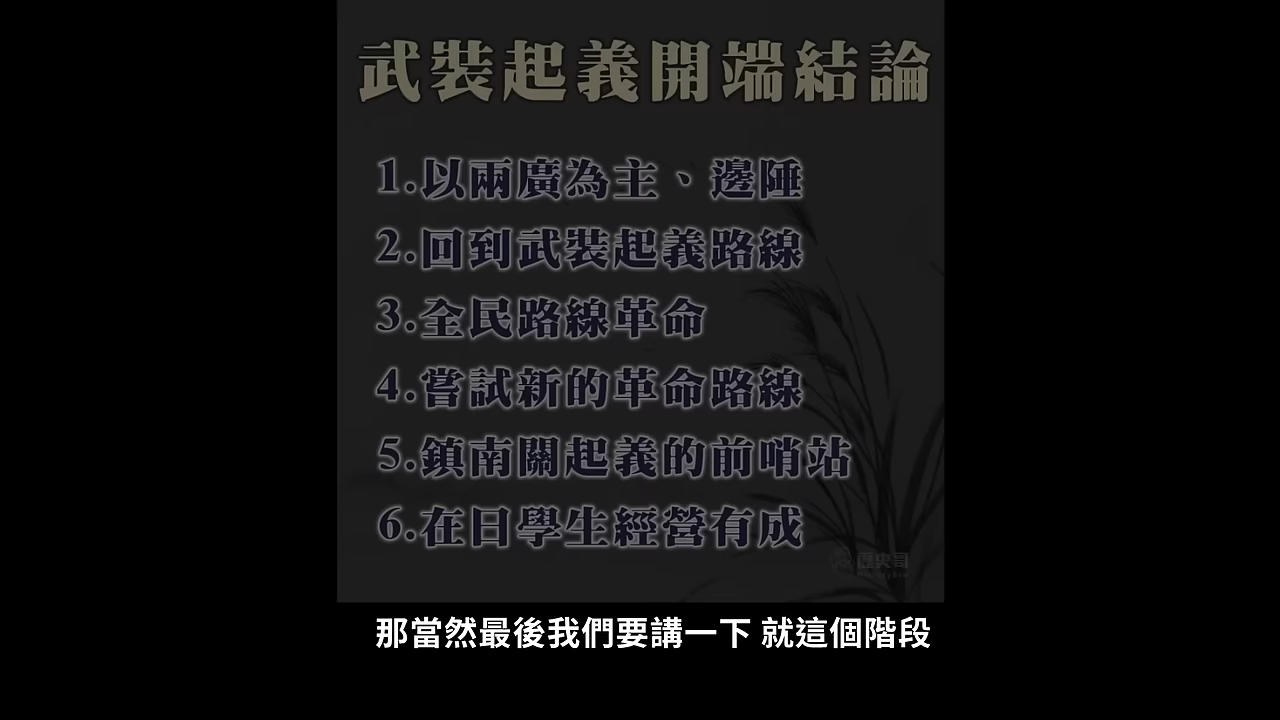 武裝起義開端結論
1.以兩廣為主、邊陲
2.回到武裝起義路線
3.全民路線革命
4.嘗試新的革命路線
5.鎮南關起義的前哨站
6.在日學生經營有成
歷史哥
那當然最後我們要講一下 就這個階段